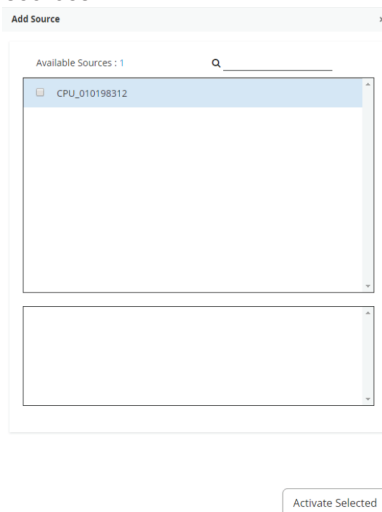 Add Source
Available Sources : 1
CPU_010198312
Activate Selected